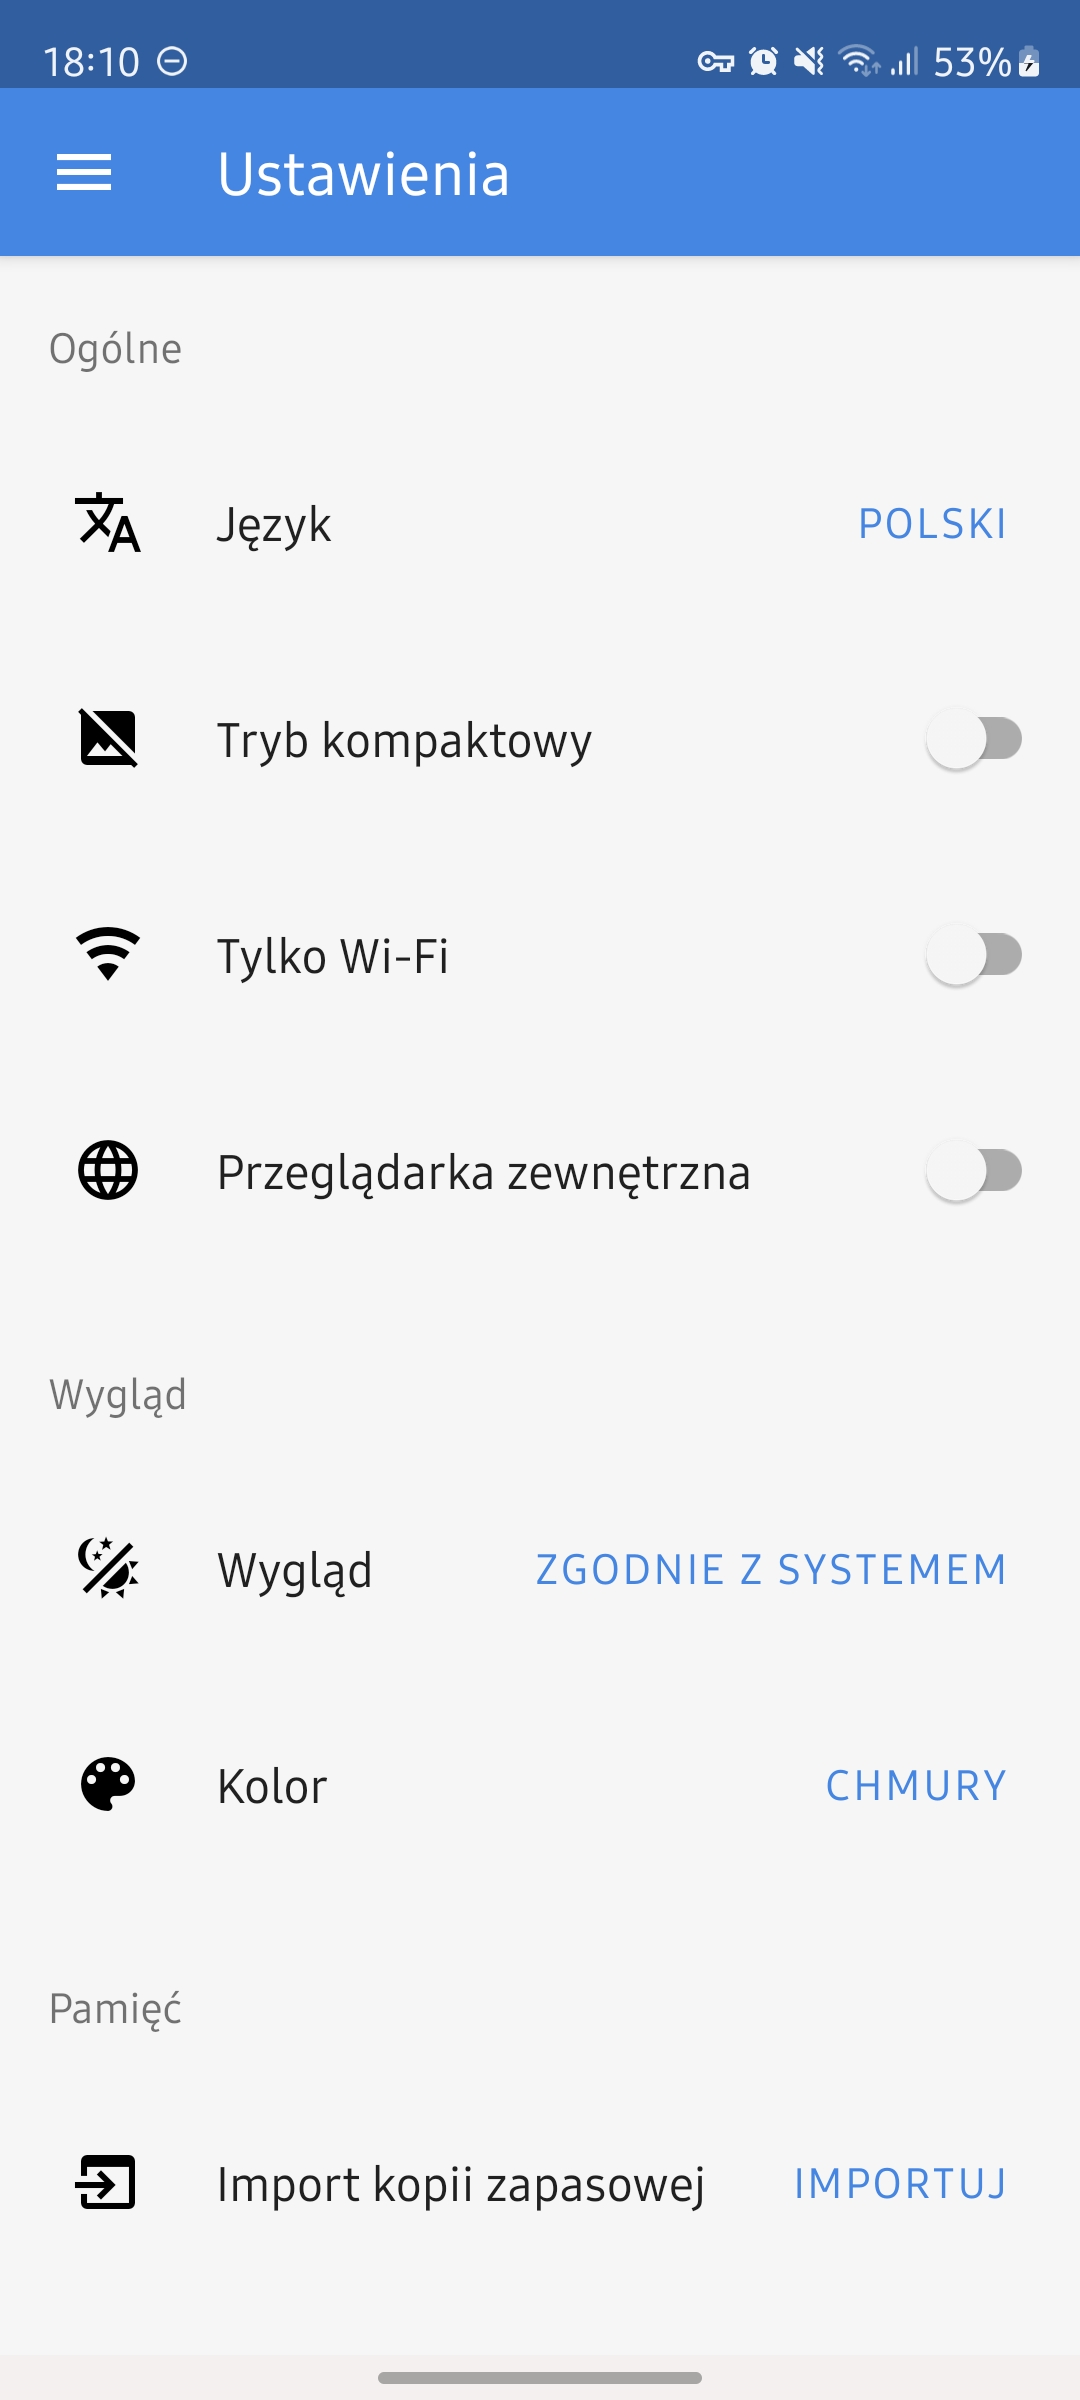 18:10 53%
Ustawienia
Ogólne
Język POLSKI
Tryb kompaktowy
Tylko Wi-Fi
Przeglądarka zewnętrzna
Wygląd
Wygląd ZGODNIE Z SYSTEMEM
Kolor CHMURY
Pamięć
Import kopii zapasowej IMPORTUJ